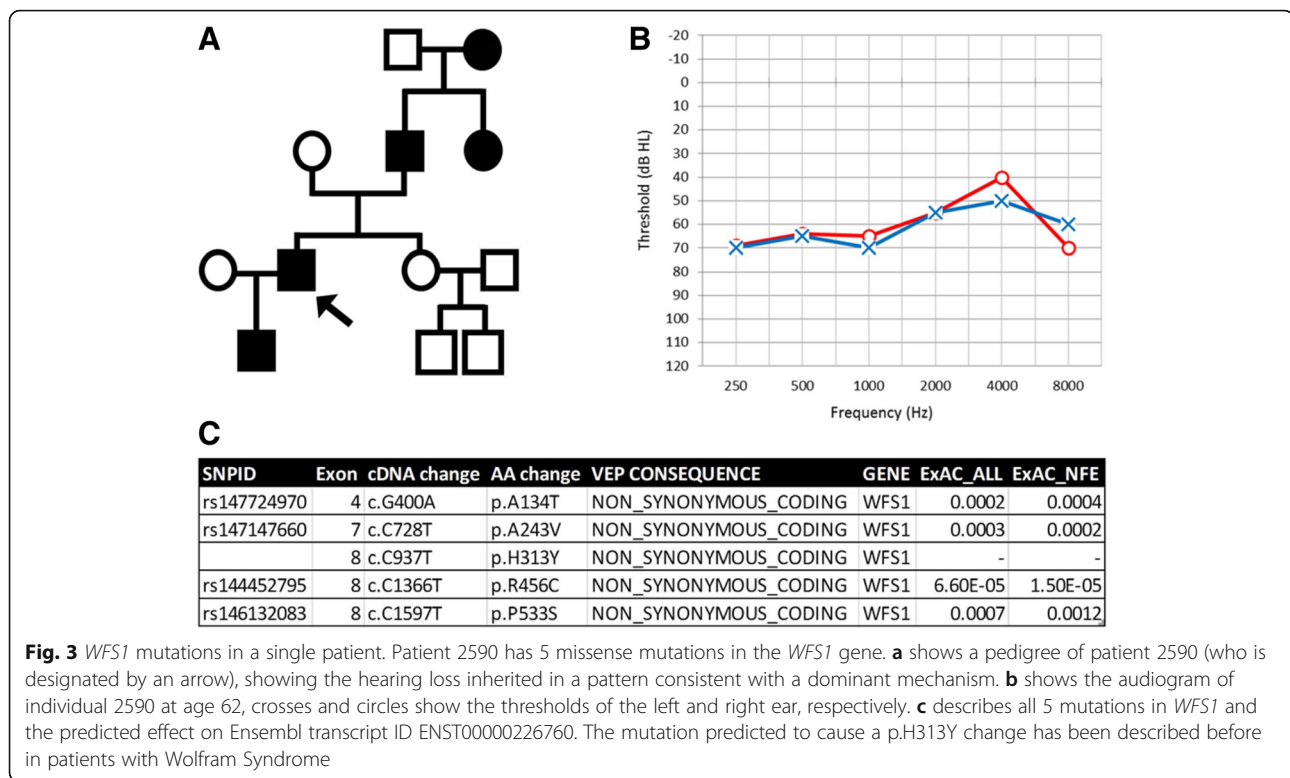 A
B
-20
-10
0
10
20
30
40
50
60
70
80
90
100
110
120
Threshold (dB HL)
250 500 1000 2000 4000 8000
Frequency (Hz)
C
SNPID Exon cDNA change AA change VEP CONSEQUENCE GENE ExAC_ALL ExAC_NFE
rs147724970 4 c.G400A p.A134T NON_SYNONYMOUS_CODING WFS1 0.0002 0.0004
rs147147660 7 c.C728T p.A243V NON_SYNONYMOUS_CODING WFS1 0.0003 0.0002
8 c.C937T p.H313Y NON_SYNONYMOUS_CODING WFS1 - -
rs144452795 8 c.C1366T p.R456C NON_SYNONYMOUS_CODING WFS1 6.60E-05 1.50E-05
rs146132083 8 c.C1597T p.P533S NON_SYNONYMOUS_CODING WFS1 0.0007 0.0012
Fig. 3 WFS1 mutations in a single patient. Patient 2590 has 5 missense mutations in the WFS1 gene. a shows a pedigree of patient 2590 (who is
designated by an arrow), showing the hearing loss inherited in a pattern consistent with a dominant mechanism. b shows the audiogram of
individual 2590 at age 62, crosses and circles show the thresholds of the left and right ear, respectively. c describes all 5 mutations in WFS1 and
the predicted effect on Ensembl transcript ID ENST00000226760. The mutation predicted to cause a p.H313Y change has been described before
in patients with Wolfram Syndrome